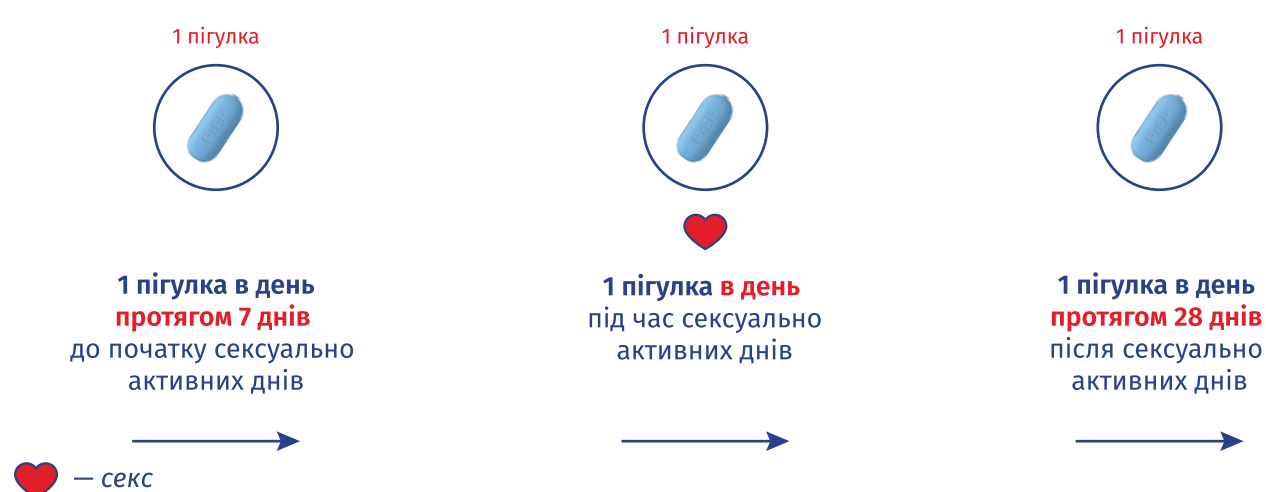 1 пігулка
1 пігулка в день
протягом 7 днів
до початку сексуально
активних днів
1 пігулка
1 пігулка в день
під час сексуально
активних днів
1 пігулка
1 пігулка в день
протягом 28 днів
після сексуально
активних днів
— секс